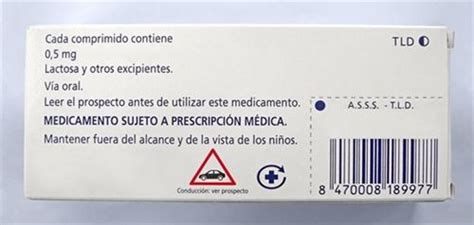 Cada comprimido contiene
0,5 mg
Lactosa y otros excipientes.
Vía oral.
Leer el prospecto antes de utilizar este medicamento.
MEDICAMENTO SUJETO A PRESCRIPCIÓN MÉDICA.
Mantener fuera del alcance y de la vista de los niños.
Conducción: ver prospecto
TLD
A.S.S.S. - T.L.D.
8 470008 189977